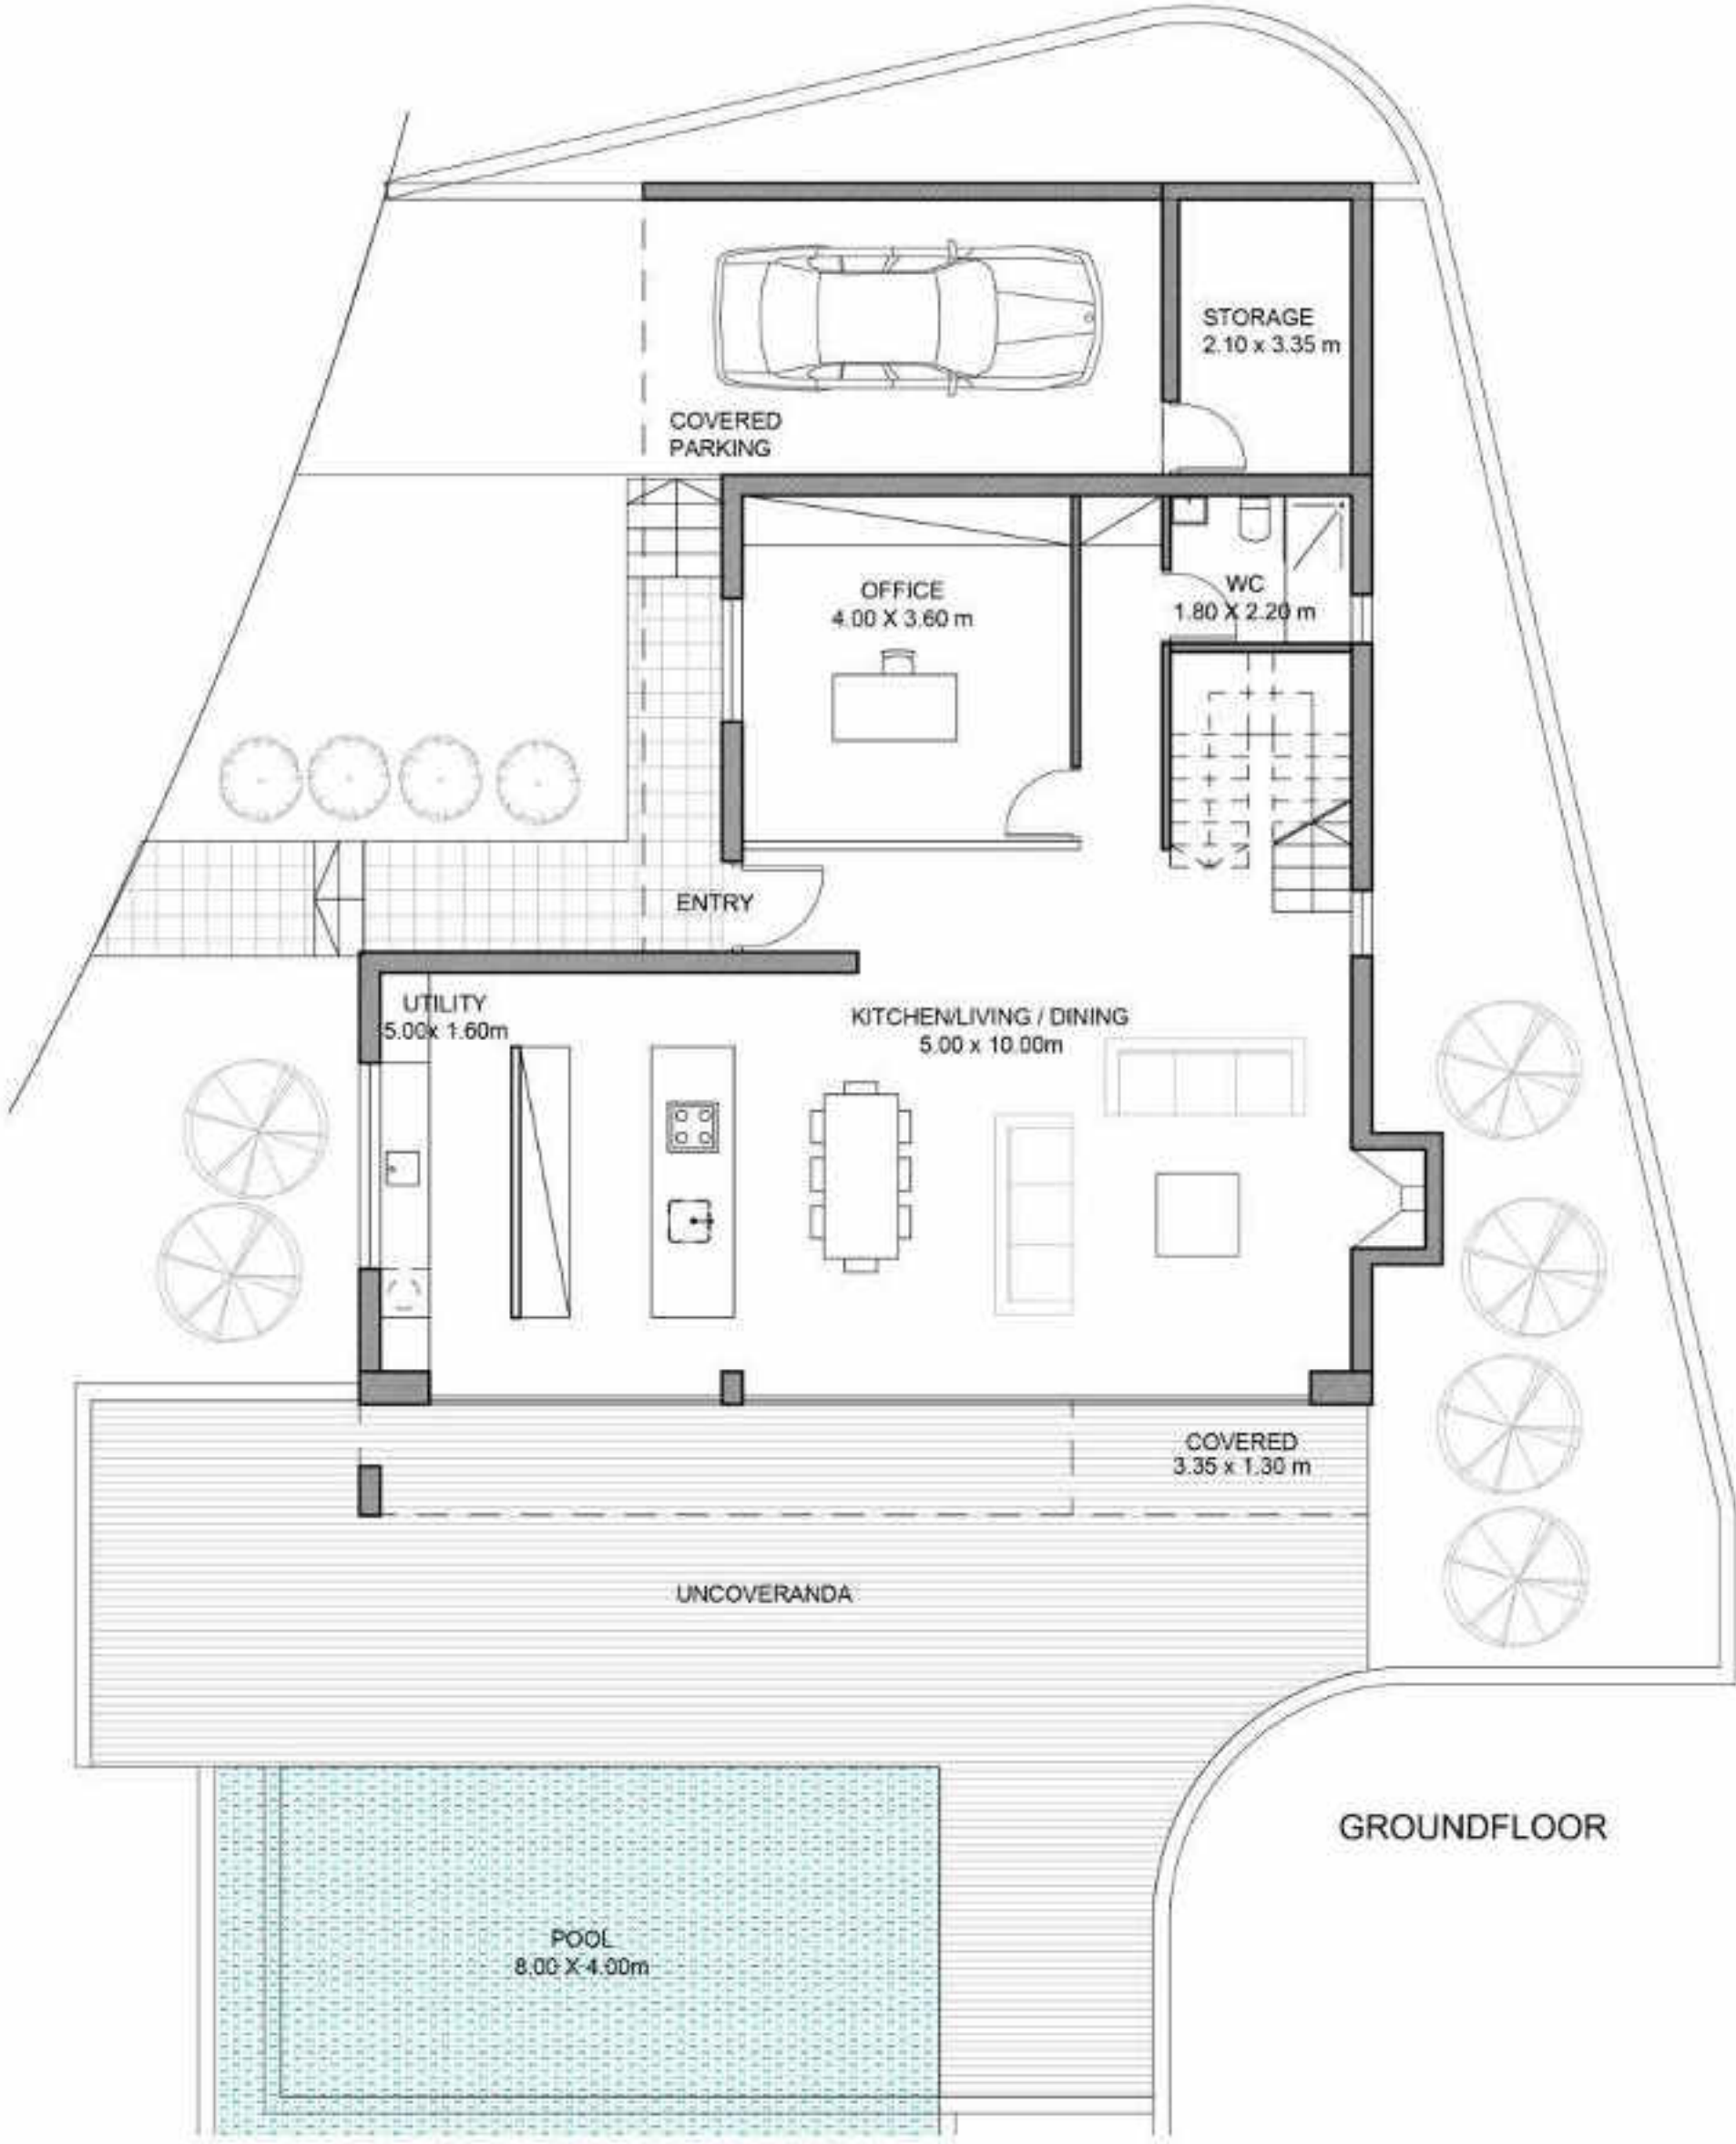 STORAGE
2.10 x 3.35 m
COVERED
PARKING
OFFICE
4.00 X 3.60 m
WC
1.80 X 2.20 m
ENTRY
UTILITY
5.00x 1.60m
KITCHEN/LIVING / DINING
5.00 x 10.00m
COVERED
3.35 x 1.30 m
UNCOVERANDA
GROUNDFLOOR
POOL
8.00 X 4.00m